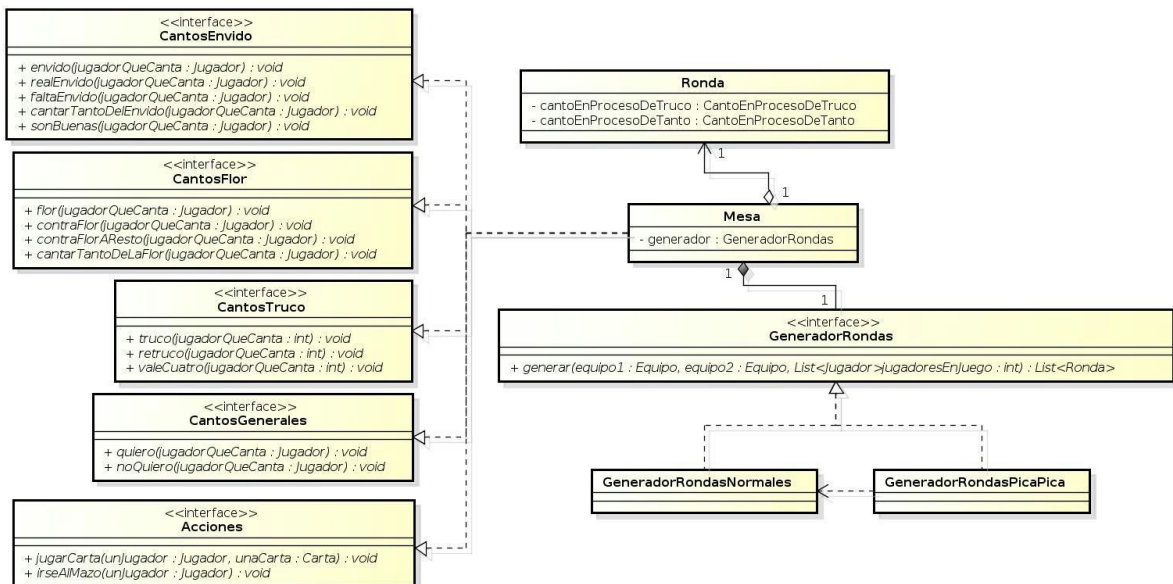 <<interface>>
CantosEnvido
+ envido(jugadorQueCanta : Jugador) : void
+ realEnvido(jugadorQueCanta : Jugador) : void
+ faltaEnvido(jugadorQueCanta : Jugador) : void
+ cantarTantoDelEnvido(jugadorQueCanta : Jugador) : void
+ sonBuenas(jugadorQueCanta : Jugador) : void
<<interface>>
CantosFlor
+ flor(jugadorQueCanta : Jugador) : void
+ contraFlor(jugadorQueCanta : Jugador) : void
+ contraFlorAResto(jugadorQueCanta : Jugador) : void
+ cantarTantoDeLaFlor(jugadorQueCanta : Jugador) : void
<<interface>>
CantosTruco
+ truco(jugadorQueCanta : int) : void
+ retruco(jugadorQueCanta : int) : void
+ valeCuatro(jugadorQueCanta : int) : void
<<interface>>
CantosGenerales
+ quiero(jugadorQueCanta : Jugador) : void
+ noQuiero(jugadorQueCanta : Jugador) : void
<<interface>>
Acciones
+ jugarCarta(unJugador : Jugador, unaCarta : Carta) : void
+ irseAlMazo(unJugador : Jugador) : void
Ronda
- cantoEnProcesoDeTruco : CantoEnProcesoDeTruco
- cantoEnProcesoDeTanto : CantoEnProcesoDeTanto
1
1
Mesa
- generador : GeneradorRondas
1
1
<<interface>>
GeneradorRondas
+ generar(equipo1 : Equipo, equipo2 : Equipo, List<Jugador>jugadoresEnJuego : int) : List<Ronda>
GeneradorRondasNormales
GeneradorRondasPicaPica